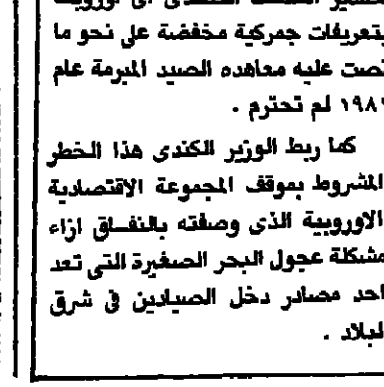 بتعريفات جمركية مخفضة على نحو ما
نصت عليه معاهده الصيد المبرمة عام
لم تحترم .
كما ربط الوزير الكندى هذا الخطر
المشروط بموقف المجموعة الاقتصادية
الاوروبية الذى وصفته بالنفساق ازاء
مشكلة عجول البحر الصغيرة التى تعد
احد مصادر دخل الصيادين فى شرق
البلاد .